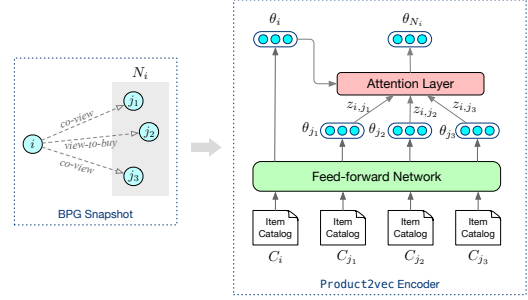 N_i
i
co-view
view-to-buy
co-view
j_1
j_2
j_3
BPG Snapshot
θ_i
θ_{N_i}
Attention Layer
z_{i,j_1}
z_{i,j_2}
z_{i,j_3}
θ_{j_1}
θ_{j_2}
θ_{j_3}
Feed-forward Network
Item
Catalog
Item
Catalog
Item
Catalog
Item
Catalog
C_i
C_{j_1}
C_{j_2}
C_{j_3}
Product2vec Encoder